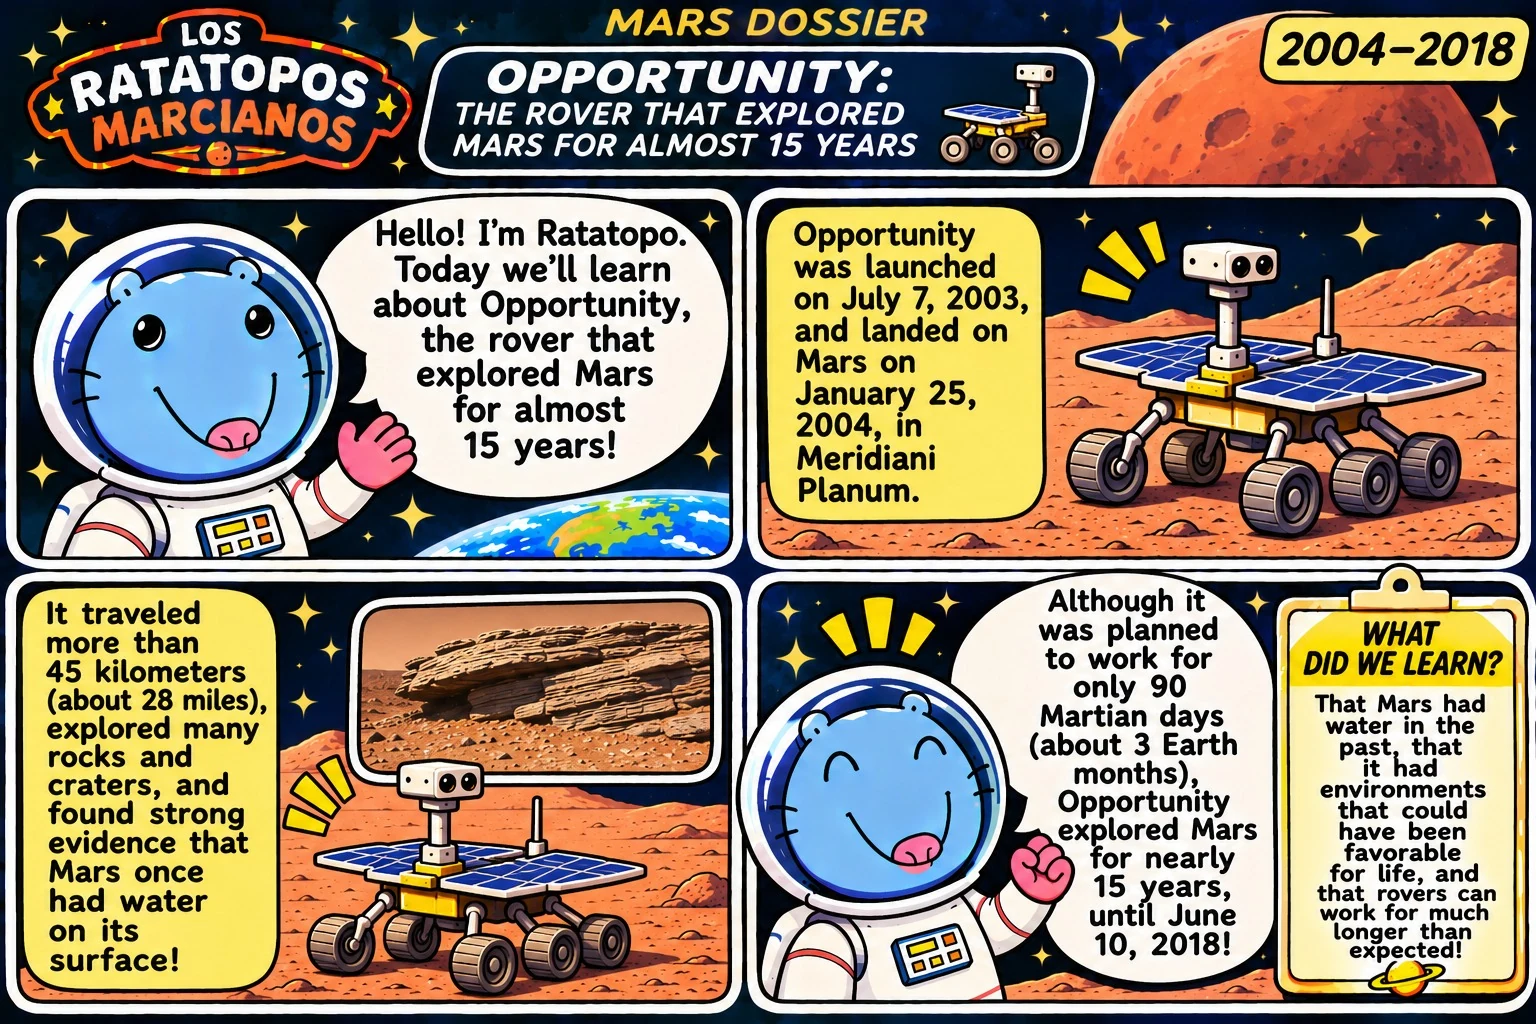 LOS
RATATOPOS
MARCIANOS
MARS DOSSIER
OPPORTUNITY:
THE ROVER THAT EXPLORED
MARS FOR ALMOST 15 YEARS
2004–2018
Hello! I'm Ratatopo.
Today we'll learn
about Opportunity,
the rover that
explored Mars
for almost
15 years!
Opportunity
was launched
on July 7, 2003,
and landed on
Mars on
January 25,
2004, in
Meridiani
Planum.
It traveled
more than
45 kilometers
(about 28 miles),
explored many
rocks and
craters, and
found strong
evidence that
Mars once
had water
on its
surface!
Although it
was planned
to work for
only 90
Martian days
(about 3 Earth
months),
Opportunity
explored Mars
for nearly
15 years,
until June
10, 2018!
WHAT
DID WE LEARN?
That Mars had
water in the
past, that
it had
environments
that could
have been
favorable
for life, and
that rovers can
work for much
longer than
expected!